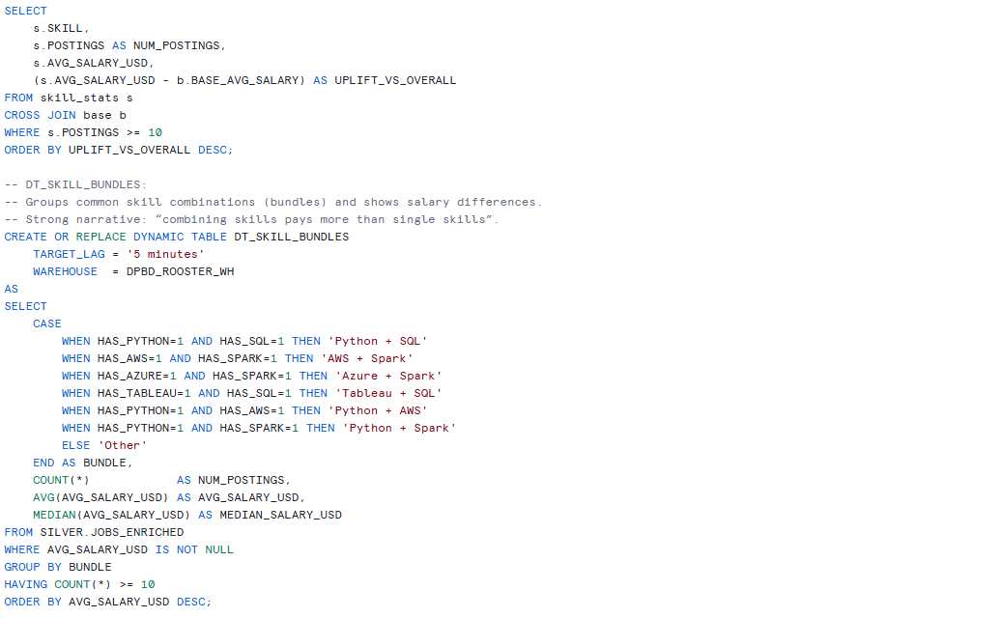 SELECT
    s.SKILL,
    s.POSTINGS AS NUM_POSTINGS,
    s.AVG_SALARY_USD,
    (s.AVG_SALARY_USD - b.BASE_AVG_SALARY) AS UPLIFT_VS_OVERALL
FROM skill_stats s
CROSS JOIN base b
WHERE s.POSTINGS >= 10
ORDER BY UPLIFT_VS_OVERALL DESC;

-- DT_SKILL_BUNDLES:
-- Groups common skill combinations (bundles) and shows salary differences.
-- Strong narrative: “combining skills pays more than single skills”.
CREATE OR REPLACE DYNAMIC TABLE DT_SKILL_BUNDLES
    TARGET_LAG = '5 minutes'
    WAREHOUSE  = DPBD_ROOSTER_WH
AS
SELECT
    CASE
        WHEN HAS_PYTHON=1 AND HAS_SQL=1 THEN 'Python + SQL'
        WHEN HAS_AWS=1 AND HAS_SPARK=1 THEN 'AWS + Spark'
        WHEN HAS_AZURE=1 AND HAS_SPARK=1 THEN 'Azure + Spark'
        WHEN HAS_TABLEAU=1 AND HAS_SQL=1 THEN 'Tableau + SQL'
        WHEN HAS_PYTHON=1 AND HAS_AWS=1 THEN 'Python + AWS'
        WHEN HAS_PYTHON=1 AND HAS_SPARK=1 THEN 'Python + Spark'
        ELSE 'Other'
    END AS BUNDLE,
    COUNT(*)            AS NUM_POSTINGS,
    AVG(AVG_SALARY_USD) AS AVG_SALARY_USD,
    MEDIAN(AVG_SALARY_USD) AS MEDIAN_SALARY_USD
FROM SILVER.JOBS_ENRICHED
WHERE AVG_SALARY_USD IS NOT NULL
GROUP BY BUNDLE
HAVING COUNT(*) >= 10
ORDER BY AVG_SALARY_USD DESC;